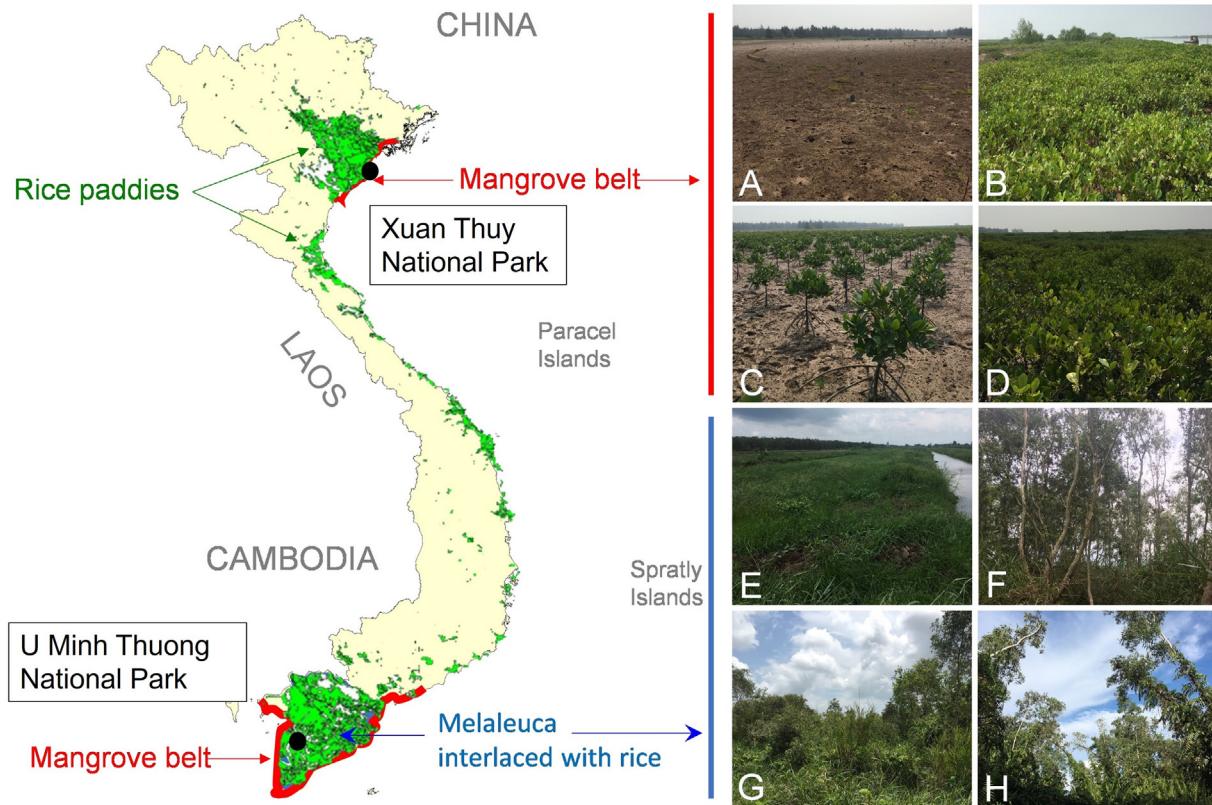 CHINA
Rice paddies
Mangrove belt
Xuan Thuy
National Park
LAOS
Paracel
Islands
CAMBODIA
Spratly
Islands
U Minh Thuong
National Park
Mangrove belt
Melaleuca
interlaced with rice
A
B
C
D
E
F
G
H